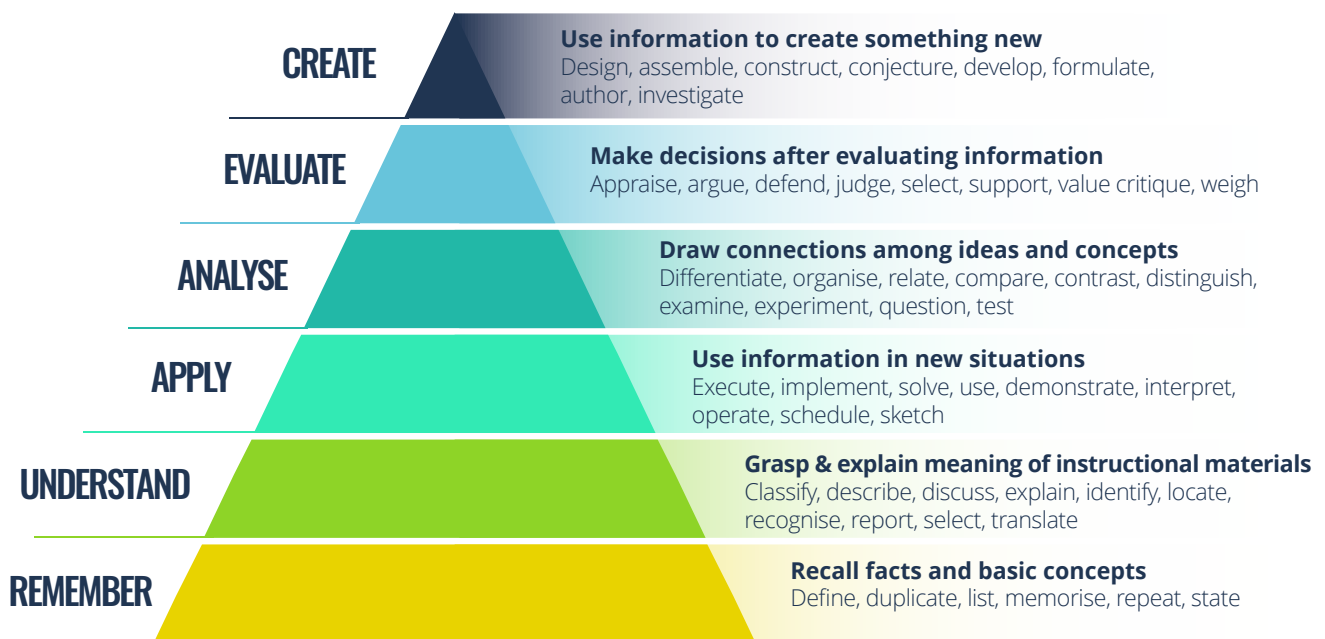 CREATE
Use information to create something new
Design, assemble, construct, conjecture, develop, formulate,
author, investigate
EVALUATE
Make decisions after evaluating information
Appraise, argue, defend, judge, select, support, value critique, weigh
ANALYSE
Draw connections among ideas and concepts
Differentiate, organise, relate, compare, contrast, distinguish,
examine, experiment, question, test
APPLY
Use information in new situations
Execute, implement, solve, use, demonstrate, interpret,
operate, schedule, sketch
UNDERSTAND
Grasp & explain meaning of instructional materials
Classify, describe, discuss, explain, identify, locate,
recognise, report, select, translate
REMEMBER
Recall facts and basic concepts
Define, duplicate, list, memorise, repeat, state